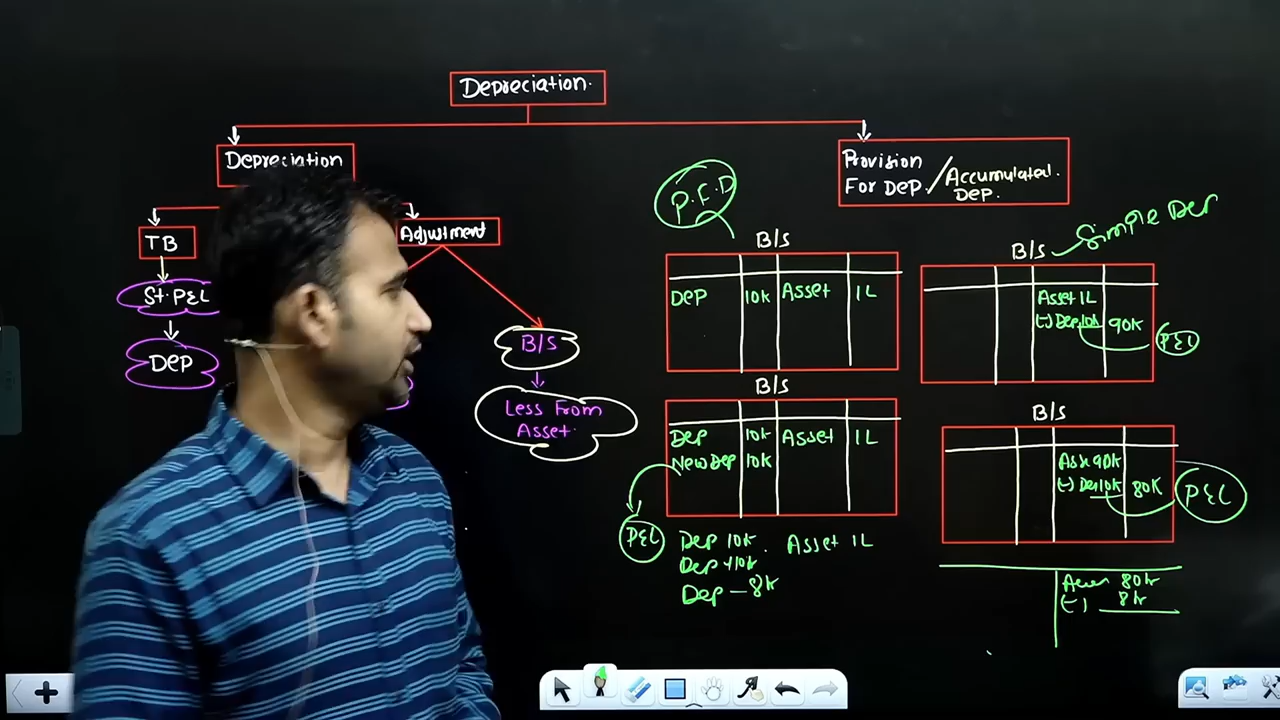 Depreciation.
Depreciation
Provision
For Dep. / Accumulated.
Dep.
TB
Adjustment
St. P&L
Dep
B/s
Less From
Asset.
P.F.D
B/s
Dep 10k Asset 1L
B/s
Dep 10k Asset 1L
New Dep 10k
P&L
Dep 10k. Asset 1L
Dep +10k
Dep - 8k
Simple Dep
B/s
Asset 1L
(-) Dep 10k 90k
P&L
B/s
90k
(-) Dep 10k 80k
P&L
80k
(-) 8k